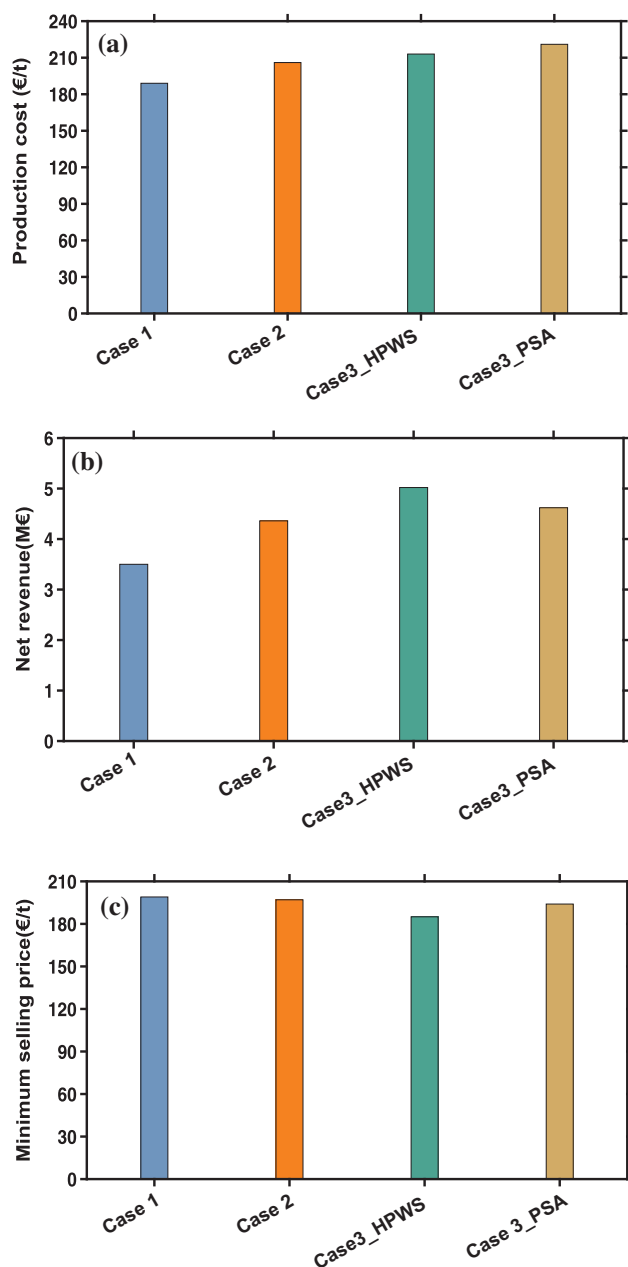 (a)
Production cost (€/t)
240
210
180
150
120
90
60
30
0
Case 1
Case 2
Case3_HPWS
Case3_PSA
(b)
Net revenue(M€)
6
5
4
3
2
1
0
Case 1
Case 2
Case3_HPWS
Case3_PSA
(c)
Minimum selling price(€/t)
210
180
150
120
90
60
30
0
Case 1
Case 2
Case3_HPWS
Case 3_PSA